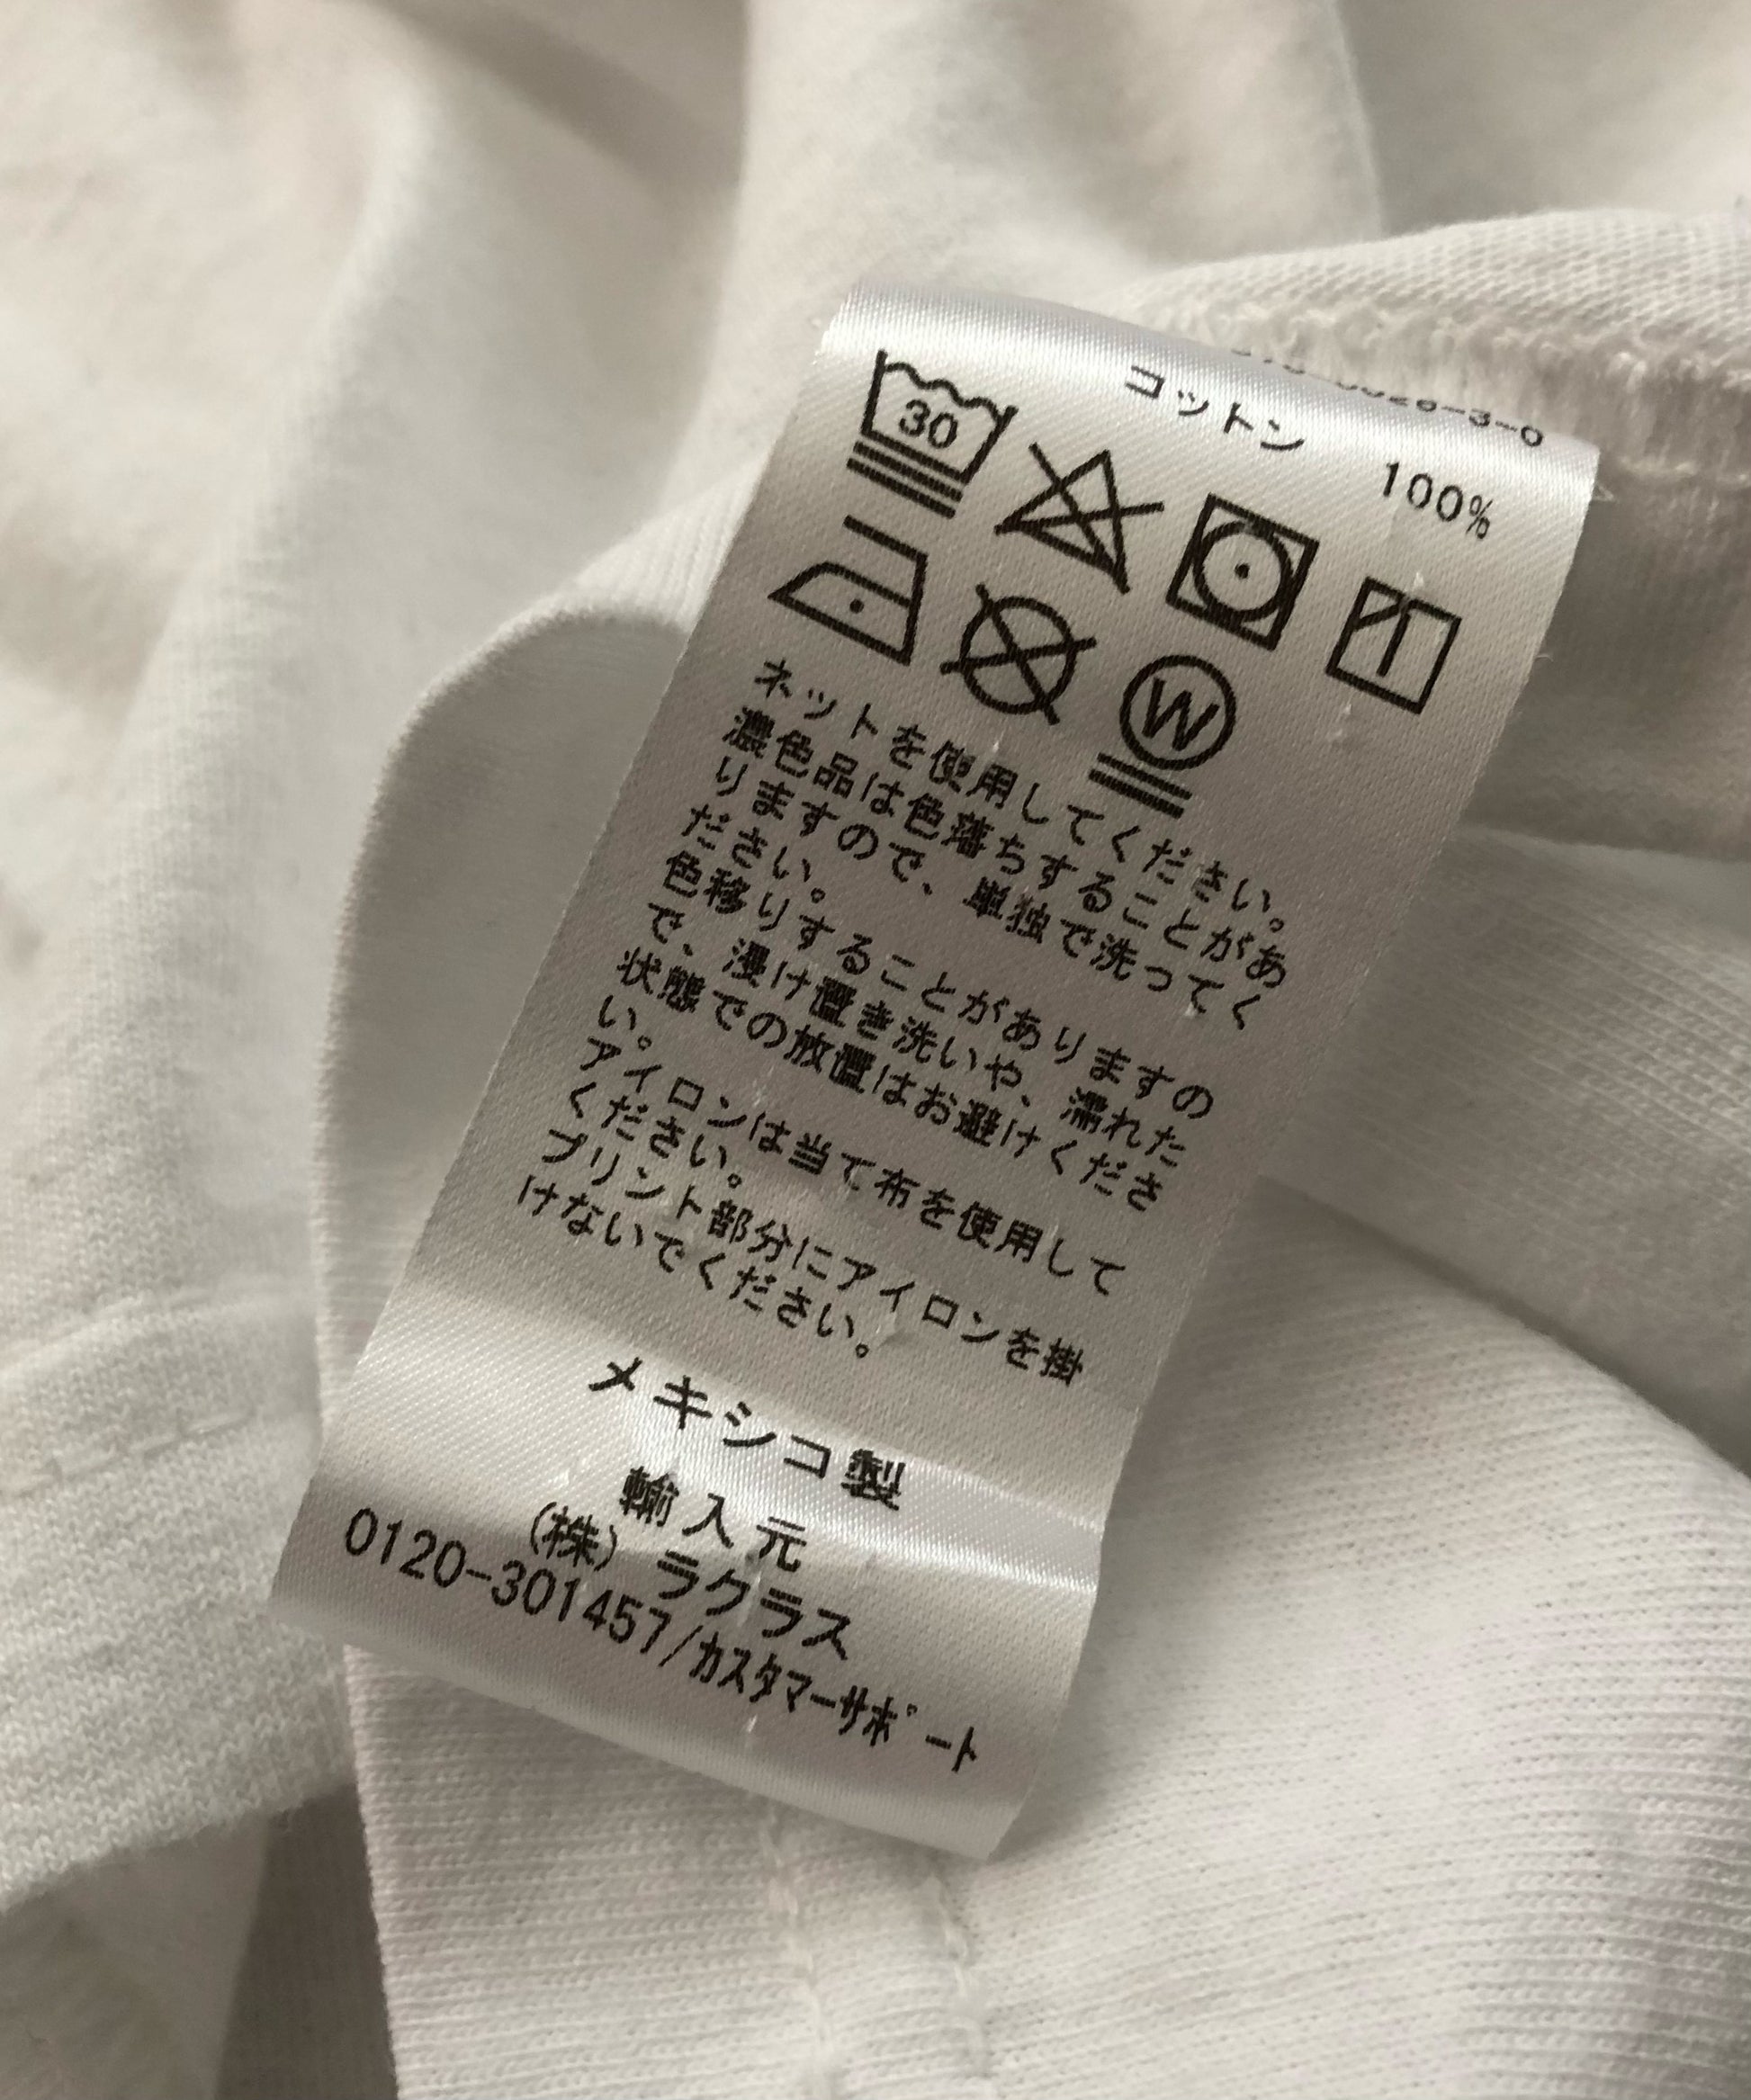 コットン 100%
30
W
ネットを使用してください。
濃色品は色落ちすることがあ
りますので、単独で洗ってく
ださい。
色移りすることがありますの
で、浸け置き洗いや、濡れた
状態での放置はお避けくださ
い。
アイロンは当て布を使用して
ください。
プリント部分にアイロンを掛
けないでください。
メキシコ製
輸入元
(株) ラクラス
0120-301457/カスタマーサポート